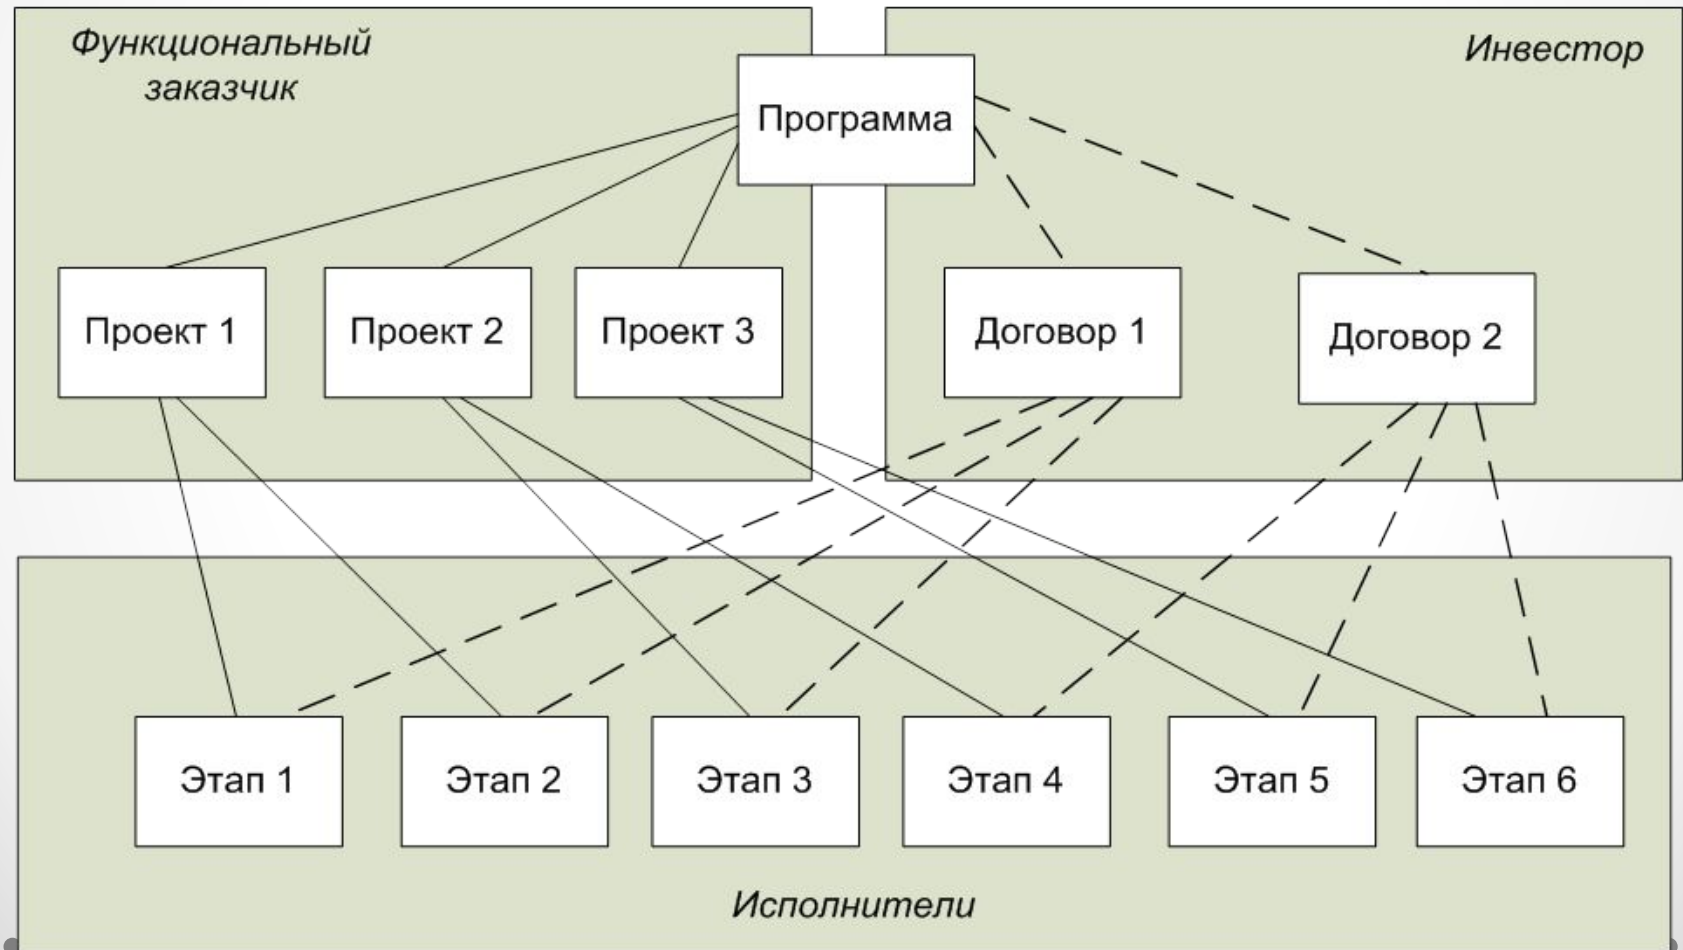 Функциональный
заказчик
Инвестор
Программа
Проект 1
Проект 2
Проект 3
Договор 1
Договор 2
Этап 1
Этап 2
Этап 3
Этап 4
Этап 5
Этап 6
Исполнители